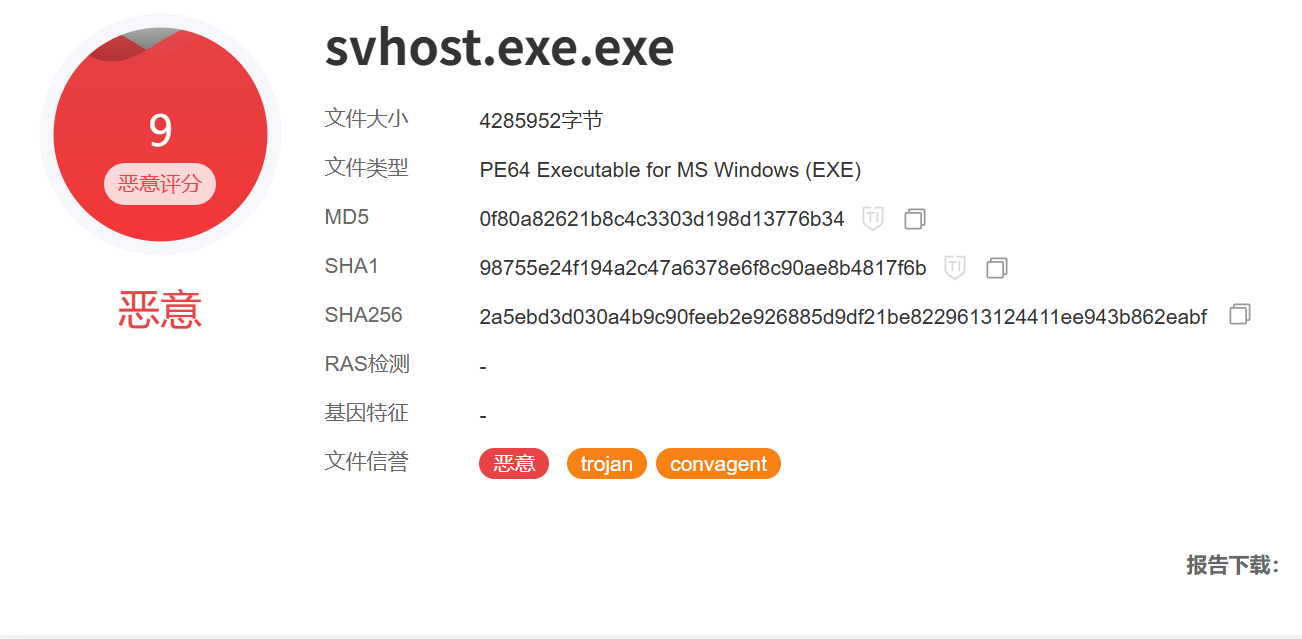 svhost.exe.exe
9
恶意评分
恶意
文件大小 4285952字节
文件类型 PE64 Executable for MS Windows (EXE)
MD5 0f80a82621b8c4c3303d198d13776b34 TI
SHA1 98755e24f194a2c47a6378e6f8c90ae8b4817f6b TI
SHA256 2a5ebd3d030a4b9c90feeb2e926885d9df21be8229613124411ee943b862eabf
RAS检测 -
基因特征 -
文件信誉 恶意 trojan convagent
报告下载：